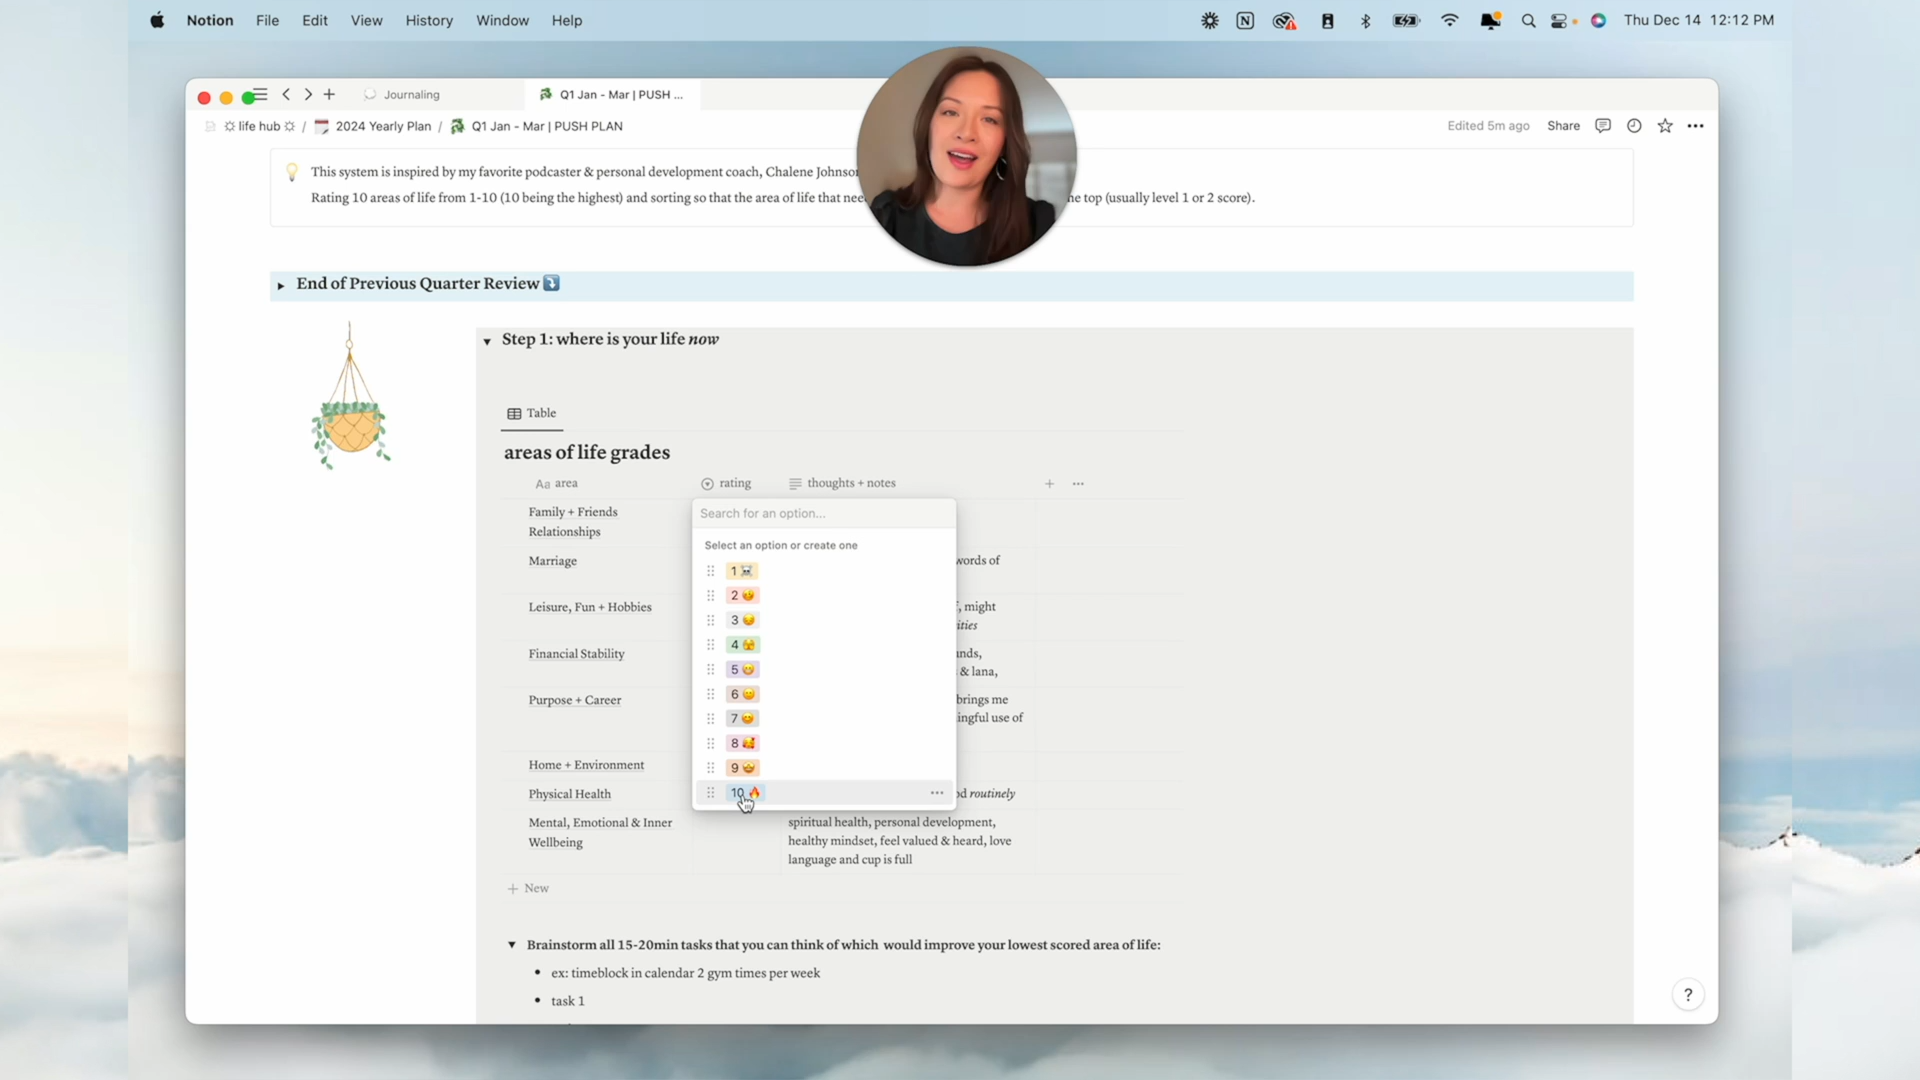 Notion File Edit View History Window Help Thu Dec 14 12:12 PM
Journaling
Q1 Jan - Mar | PUSH ...
life hub / 2024 Yearly Plan / Q1 Jan - Mar | PUSH PLAN
Edited 5m ago Share
This system is inspired by my favorite podcaster & personal development coach, Chalene Johnson
Rating 10 areas of life from 1-10 (10 being the highest) and sorting so that the area of life that nee he top (usually level 1 or 2 score).
End of Previous Quarter Review
Step 1: where is your life now
Table
areas of life grades
Aa area rating thoughts + notes
Family + Friends
Relationships
Marriage
words of
Leisure, Fun + Hobbies
, might
ities
Financial Stability
unds,
& lana,
Purpose + Career
brings me
ingful use of
Home + Environment
Physical Health
od routinely
Search for an option...
Select an option or create one
1 ☠️
2
3
4
5
6
7
8 🥰
9 🤩
10 🔥
Mental, Emotional & Inner
Wellbeing
spiritual health, personal development,
healthy mindset, feel valued & heard, love
language and cup is full
+ New
Brainstorm all 15-20min tasks that you can think of which would improve your lowest scored area of life:
• ex: timeblock in calendar 2 gym times per week
• task 1
?